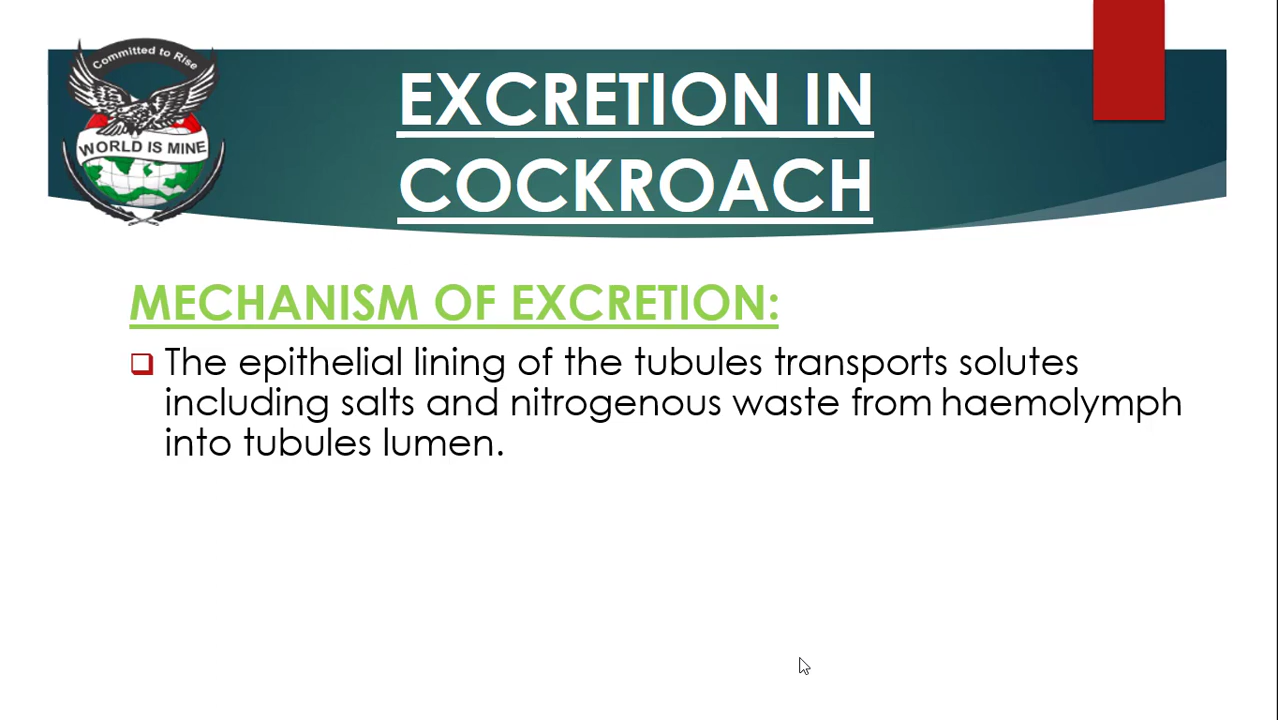 Committed to Rise
WORLD IS MINE
EXCRETION IN
COCKROACH
MECHANISM OF EXCRETION:
The epithelial lining of the tubules transports solutes
including salts and nitrogenous waste from haemolymph
into tubules lumen.